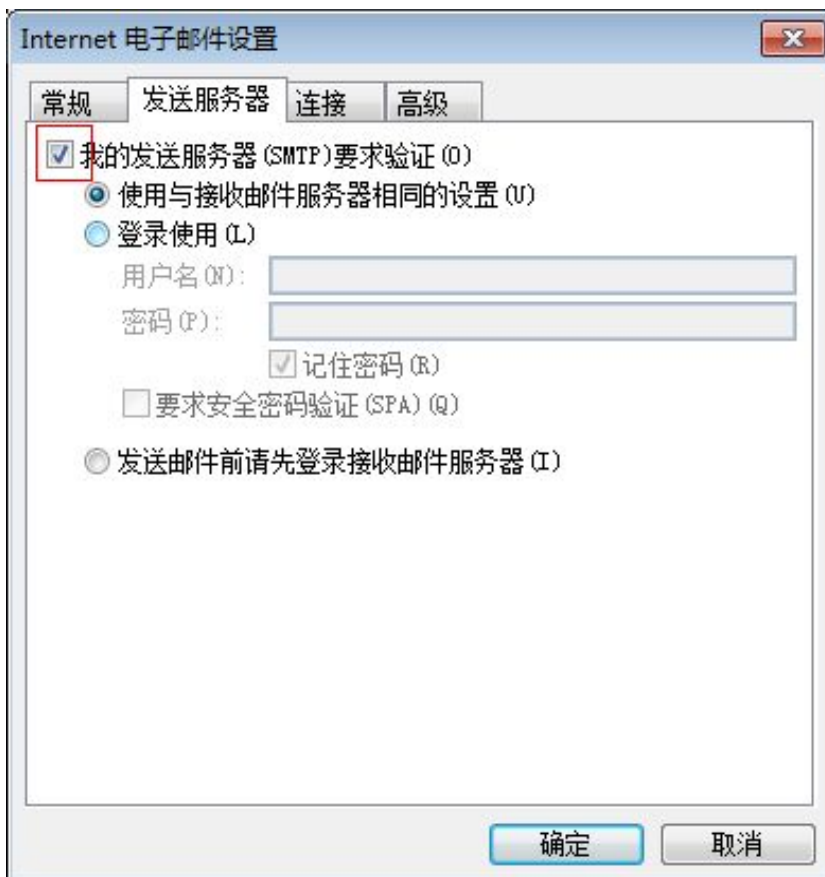 Internet 电子邮件设置
常规 发送服务器 连接 高级
我的发送服务器(SMTP)要求验证(O)
使用与接收邮件服务器相同的设置(U)
登录使用(L)
用户名(N):
密码(P):
记住密码(R)
要求安全密码验证(SPA)(Q)
发送邮件前请先登录接收邮件服务器(I)
确定 取消